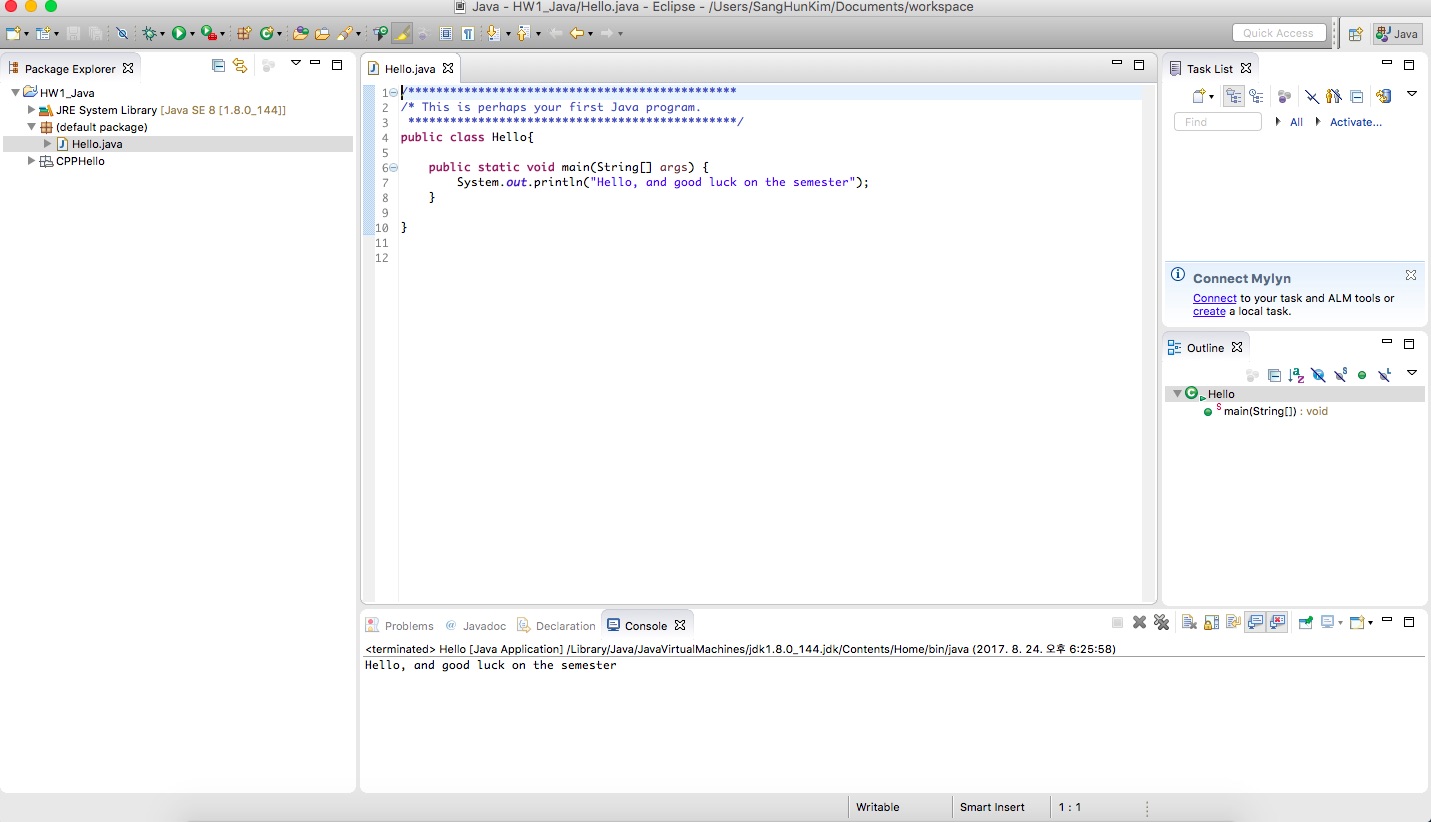 Java - HW1_Java/Hello.java - Eclipse - /Users/SangHunKim/Documents/workspace
Quick Access
Java
Package Explorer
HW1_Java
JRE System Library [Java SE 8 [1.8.0_144]]
(default package)
Hello.java
CPPHello
Hello.java
1 /***********************************************
2 /* This is perhaps your first Java program.
3 ***********************************************/
4 public class Hello{
5
6 public static void main(String[] args) {
7 System.out.println("Hello, and good luck on the semester");
8 }
9
10 }
11
12
Task List
Find
All
Activate...
Connect Mylyn
Connect to your task and ALM tools or
create a local task.
Outline
Hello
main(String[]) : void
Problems
@ Javadoc
Declaration
Console
<terminated> Hello [Java Application] /Library/Java/JavaVirtualMachines/jdk1.8.0_144.jdk/Contents/Home/bin/java (2017. 8. 24. 오후 6:25:58)
Hello, and good luck on the semester
Writable
Smart Insert
1 : 1